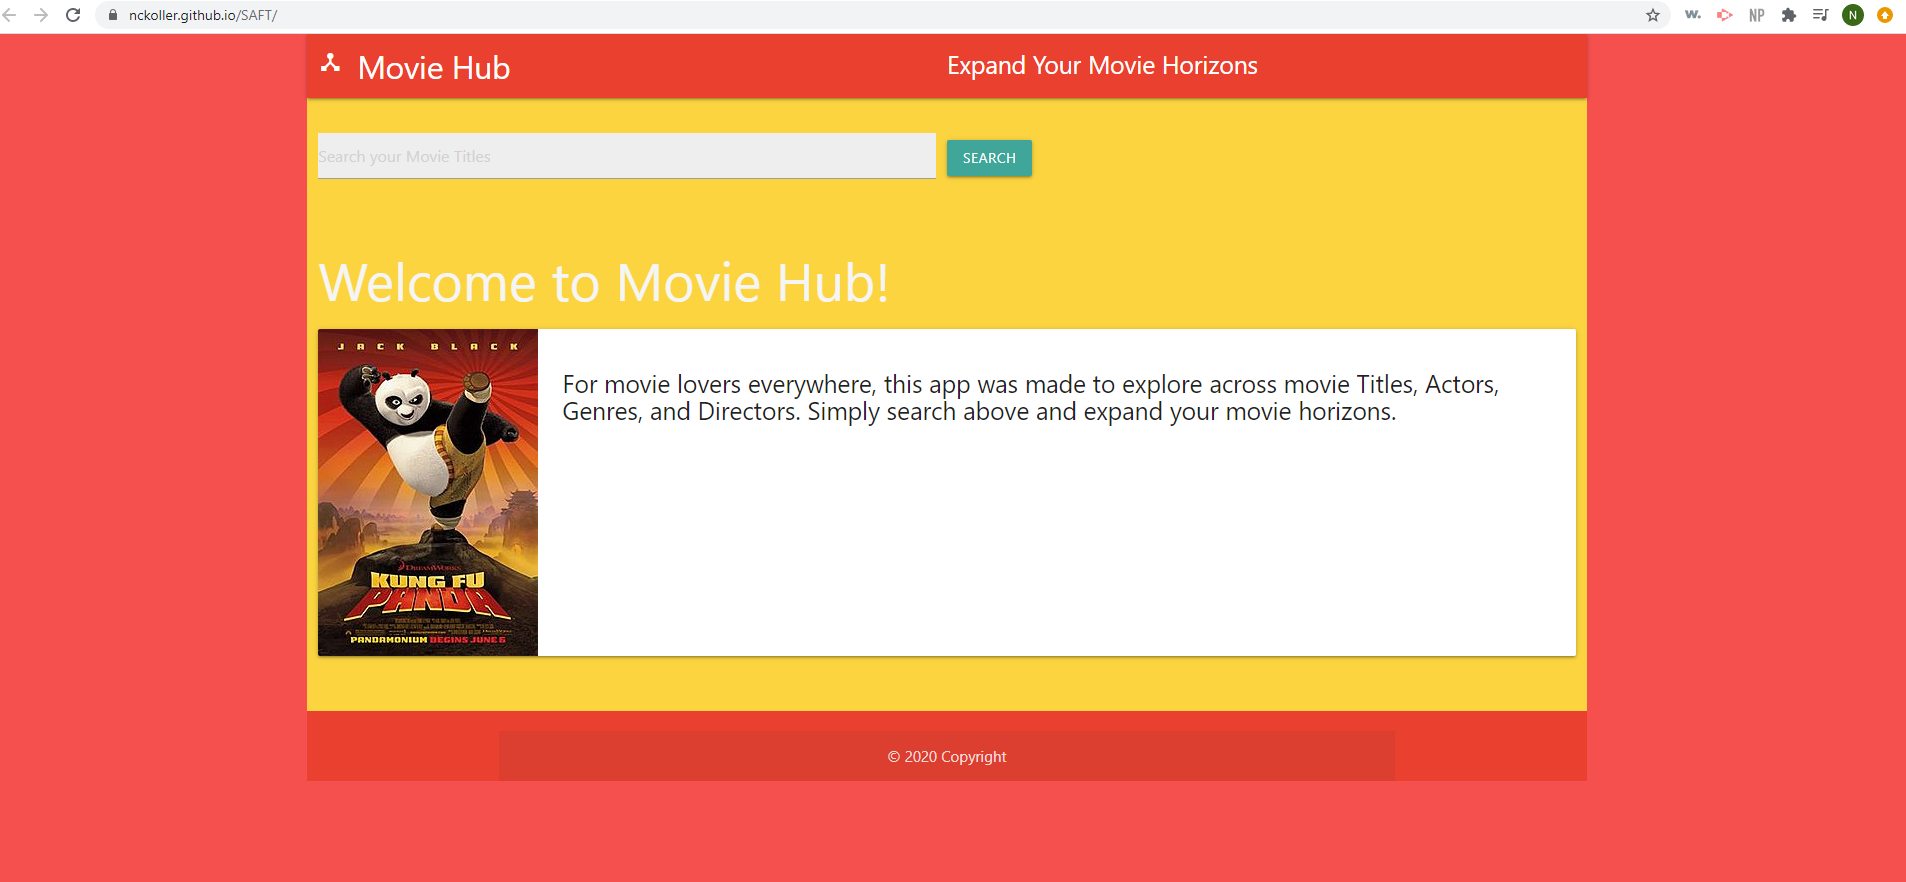 nckoller.github.io/SAFT/
w.
NP
N
Movie Hub
Expand Your Movie Horizons
Search your Movie Titles
SEARCH
Welcome to Movie Hub!
JACK BLACK
For movie lovers everywhere, this app was made to explore across movie Titles, Actors,
Genres, and Directors. Simply search above and expand your movie horizons.
DREAMWORKS
KUNG FU
PANDA
PANDAMONIUM BEGINS JUNE 6
© 2020 Copyright